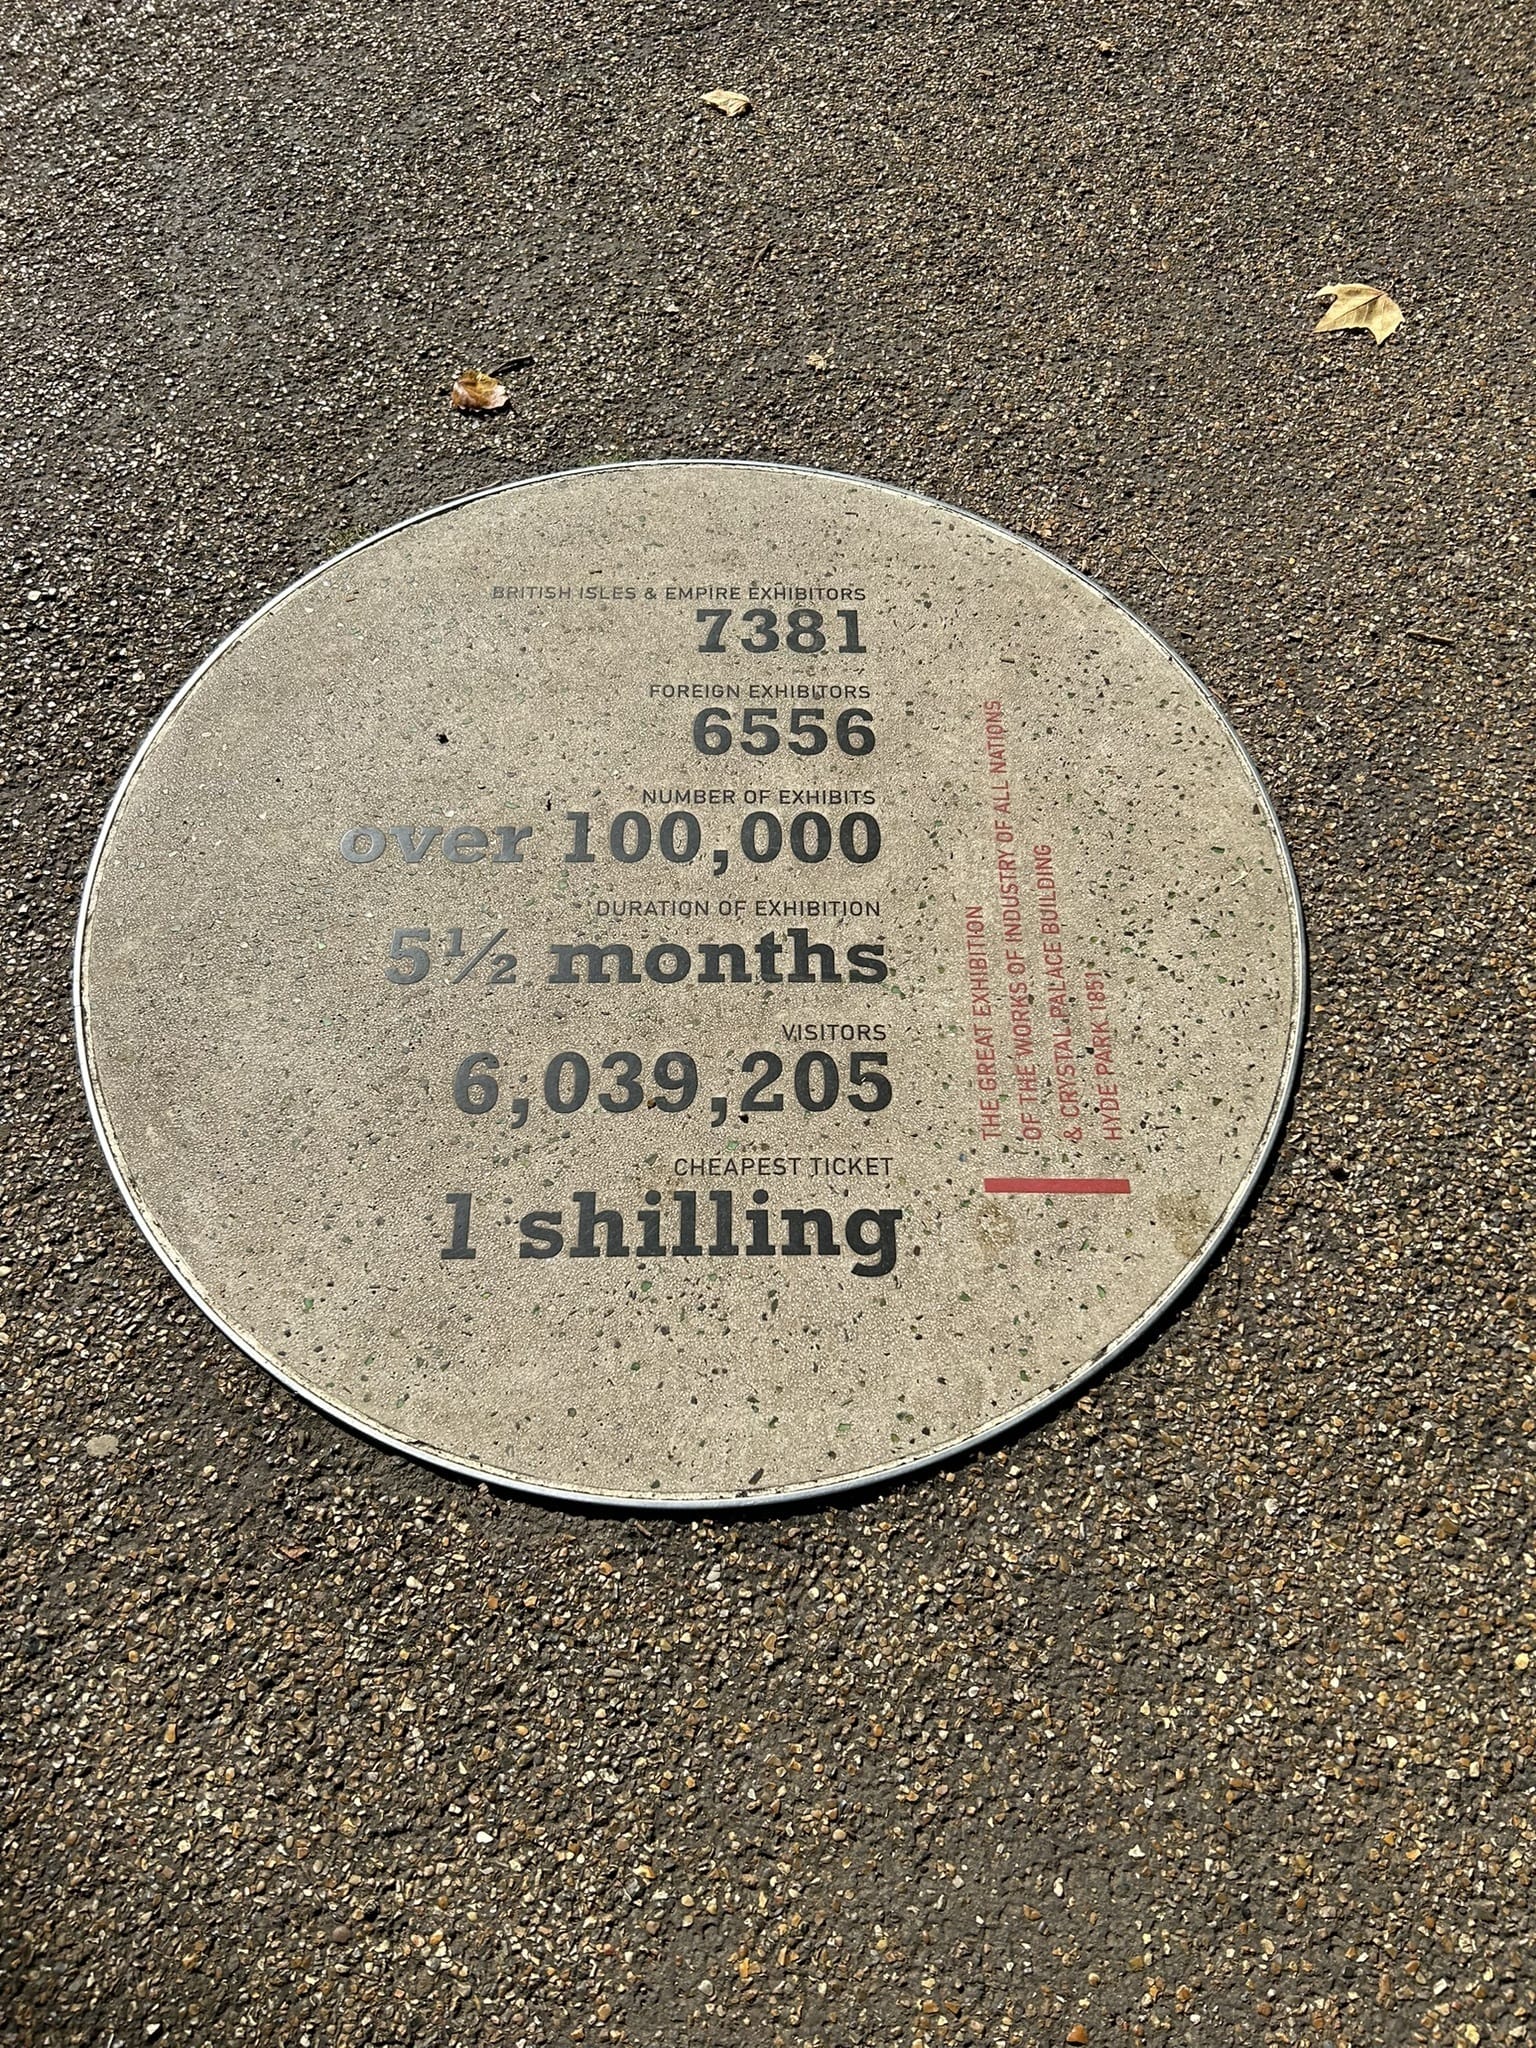 BRITISH ISLES & EMPIRE EXHIBITORS
7381
FOREIGN EXHIBITORS
6556
NUMBER OF EXHIBITS
over 100,000
DURATION OF EXHIBITION
5½ months
VISITORS
6,039,205
CHEAPEST TICKET
1 shilling
THE GREAT EXHIBITION
OF THE WORKS OF INDUSTRY OF ALL NATIONS
& CRYSTAL PALACE BUILDING
HYDE PARK 1851